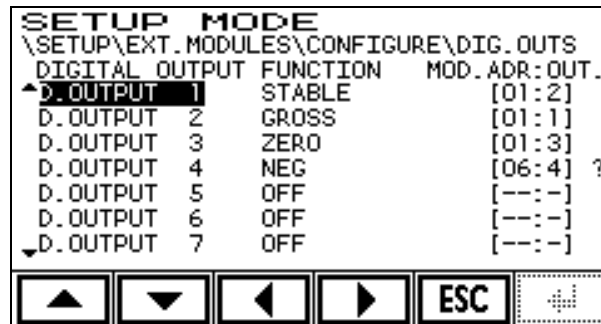 SETUP MODE
\SETUP\EXT.MODULES\CONFIGURE\DIG.OUTS
DIGITAL OUTPUT FUNCTION MOD.ADR:OUT.
D.OUTPUT 1 STABLE [01:2]
D.OUTPUT 2 GROSS [01:1]
D.OUTPUT 3 ZERO [01:3]
D.OUTPUT 4 NEG [06:4] ?
D.OUTPUT 5 OFF [--:-]
D.OUTPUT 6 OFF [--:-]
D.OUTPUT 7 OFF [--:-]
ESC